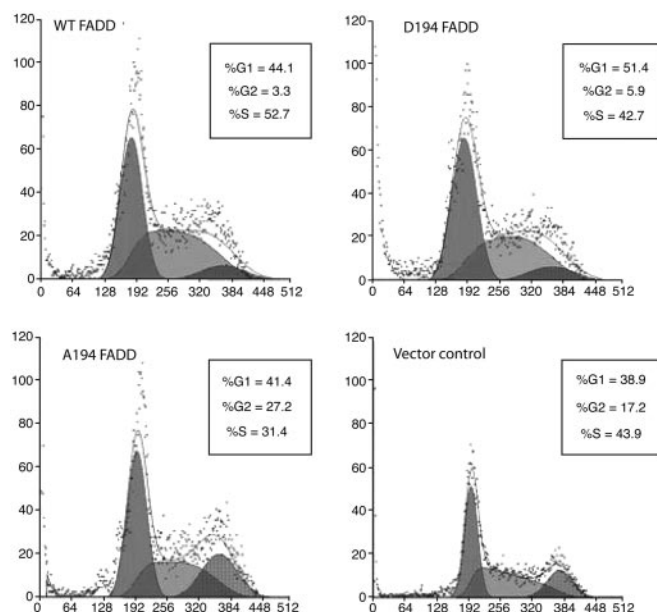 WT FADD
%G1 = 44.1
%G2 = 3.3
%S = 52.7
120
100
80
60
40
20
0
0 64 128 192 256 320 384 448 512
D194 FADD
%G1 = 51.4
%G2 = 5.9
%S = 42.7
120
100
80
60
40
20
0
0 64 128 192 256 320 384 448 512
A194 FADD
%G1 = 41.4
%G2 = 27.2
%S = 31.4
120
100
80
60
40
20
0
0 64 128 192 256 320 384 448 512
Vector control
%G1 = 38.9
%G2 = 17.2
%S = 43.9
120
100
80
60
40
20
0
0 64 128 192 256 320 384 448 512